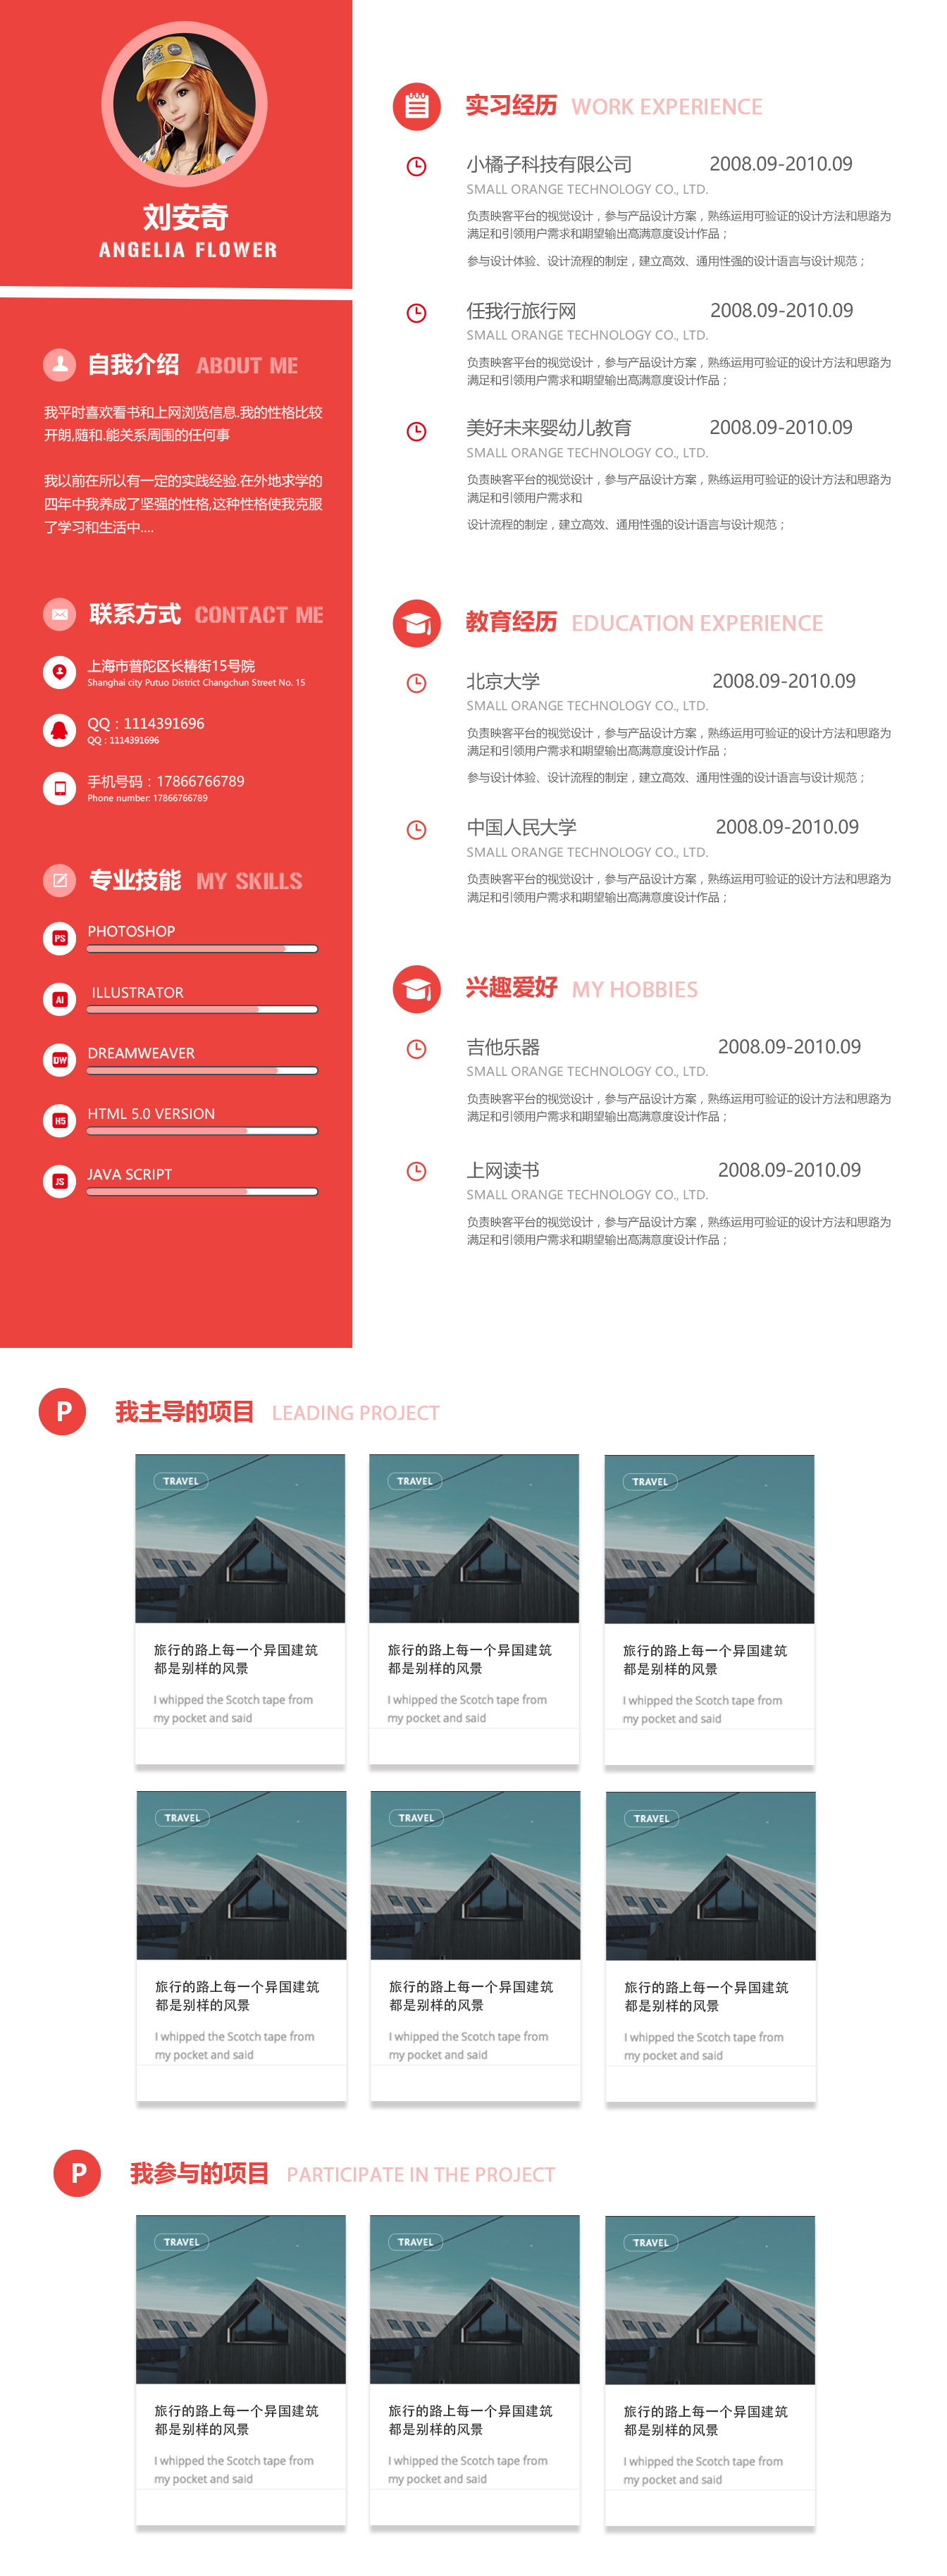 刘安奇
ANGELIA FLOWER
自我介绍 ABOUT ME
我平时喜欢看书和上网浏览信息.我的性格比较
开朗,随和.能关系周围的任何事
我以前在所以有一定的实践经验.在外地求学的
四年中我养成了坚强的性格,这种性格使我克服
了学习和生活中....
联系方式 CONTACT ME
上海市普陀区长椿街15号院
Shanghai city Putuo District Changchun Street No. 15
QQ：1114391696
QQ : 1114391696
手机号码：17866766789
Phone number: 17866766789
专业技能 MY SKILLS
PS
PHOTOSHOP
AI
ILLUSTRATOR
DW
DREAMWEAVER
H5
HTML 5.0 VERSION
JS
JAVA SCRIPT
实习经历 WORK EXPERIENCE
小橘子科技有限公司 2008.09-2010.09
SMALL ORANGE TECHNOLOGY CO., LTD.
负责映客平台的视觉设计，参与产品设计方案，熟练运用可验证的设计方法和思路为
满足和引领用户需求和期望输出高满意度设计作品；
参与设计体验、设计流程的制定，建立高效、通用性强的设计语言与设计规范；
任我行旅行网 2008.09-2010.09
SMALL ORANGE TECHNOLOGY CO., LTD.
负责映客平台的视觉设计，参与产品设计方案，熟练运用可验证的设计方法和思路为
满足和引领用户需求和期望输出高满意度设计作品；
美好未来婴幼儿教育 2008.09-2010.09
SMALL ORANGE TECHNOLOGY CO., LTD.
负责映客平台的视觉设计，参与产品设计方案，熟练运用可验证的设计方法和思路为
满足和引领用户需求和
设计流程的制定，建立高效、通用性强的设计语言与设计规范；
教育经历 EDUCATION EXPERIENCE
北京大学 2008.09-2010.09
SMALL ORANGE TECHNOLOGY CO., LTD.
负责映客平台的视觉设计，参与产品设计方案，熟练运用可验证的设计方法和思路为
满足和引领用户需求和期望输出高满意度设计作品；
参与设计体验、设计流程的制定，建立高效、通用性强的设计语言与设计规范；
中国人民大学 2008.09-2010.09
SMALL ORANGE TECHNOLOGY CO., LTD.
负责映客平台的视觉设计，参与产品设计方案，熟练运用可验证的设计方法和思路为
满足和引领用户需求和期望输出高满意度设计作品；
兴趣爱好 MY HOBBIES
吉他乐器 2008.09-2010.09
SMALL ORANGE TECHNOLOGY CO., LTD.
负责映客平台的视觉设计，参与产品设计方案，熟练运用可验证的设计方法和思路为
满足和引领用户需求和期望输出高满意度设计作品；
上网读书 2008.09-2010.09
SMALL ORANGE TECHNOLOGY CO., LTD.
负责映客平台的视觉设计，参与产品设计方案，熟练运用可验证的设计方法和思路为
满足和引领用户需求和期望输出高满意度设计作品；
P 我主导的项目 LEADING PROJECT
TRAVEL
旅行的路上每一个异国建筑
都是别样的风景
I whipped the Scotch tape from
my pocket and said
TRAVEL
旅行的路上每一个异国建筑
都是别样的风景
I whipped the Scotch tape from
my pocket and said
TRAVEL
旅行的路上每一个异国建筑
都是别样的风景
I whipped the Scotch tape from
my pocket and said
TRAVEL
旅行的路上每一个异国建筑
都是别样的风景
I whipped the Scotch tape from
my pocket and said
TRAVEL
旅行的路上每一个异国建筑
都是别样的风景
I whipped the Scotch tape from
my pocket and said
TRAVEL
旅行的路上每一个异国建筑
都是别样的风景
I whipped the Scotch tape from
my pocket and said
P 我参与的项目 PARTICIPATE IN THE PROJECT
TRAVEL
旅行的路上每一个异国建筑
都是别样的风景
I whipped the Scotch tape from
my pocket and said
TRAVEL
旅行的路上每一个异国建筑
都是别样的风景
I whipped the Scotch tape from
my pocket and said
TRAVEL
旅行的路上每一个异国建筑
都是别样的风景
I whipped the Scotch tape from
my pocket and said